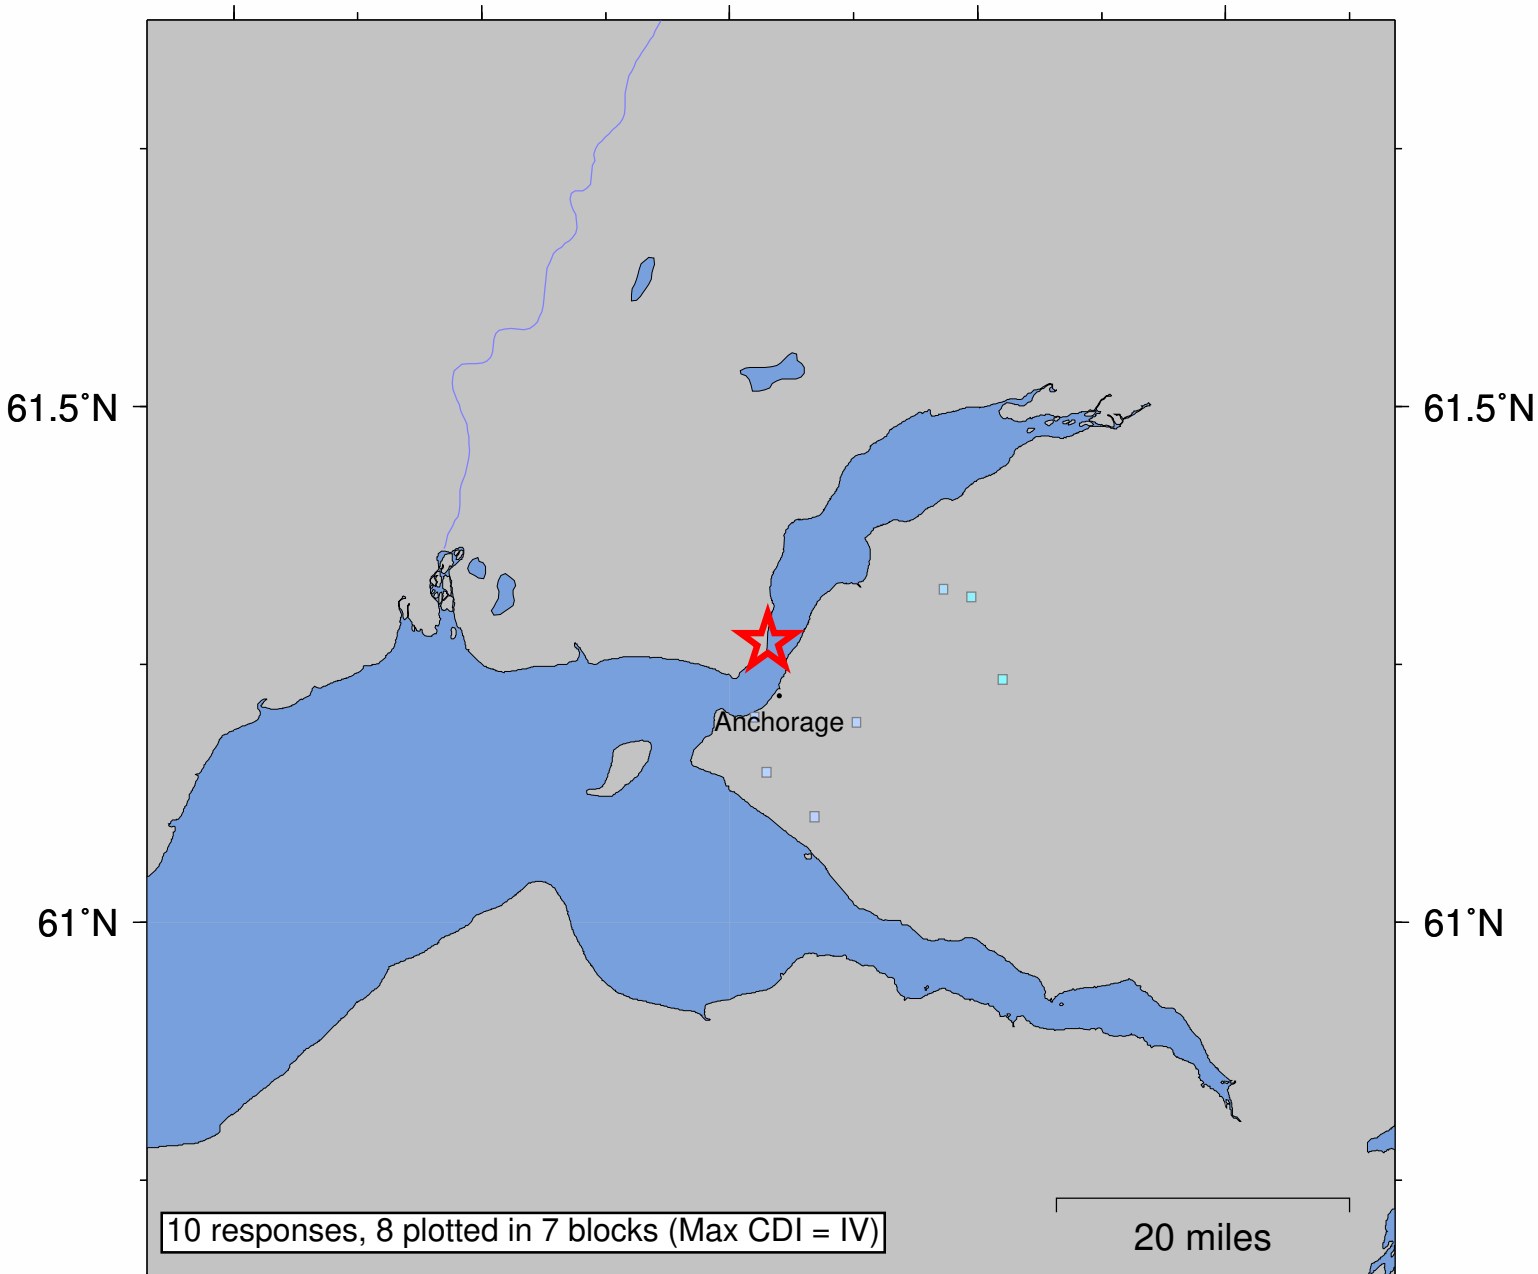 61.5˚N
61.5˚N
Anchorage
61˚N
61˚N
10 responses, 8 plotted in 7 blocks (Max CDI = IV)
20 miles